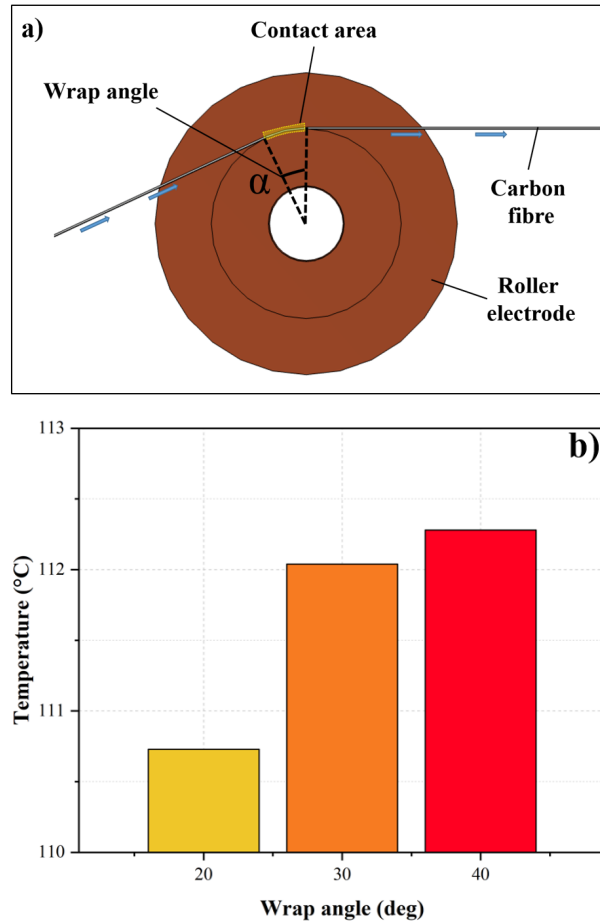 a)
Contact area
Wrap angle
α
Carbon
fibre
Roller
electrode
b)
113
112
111
110
Temperature (°C)
20 30 40
Wrap angle (deg)